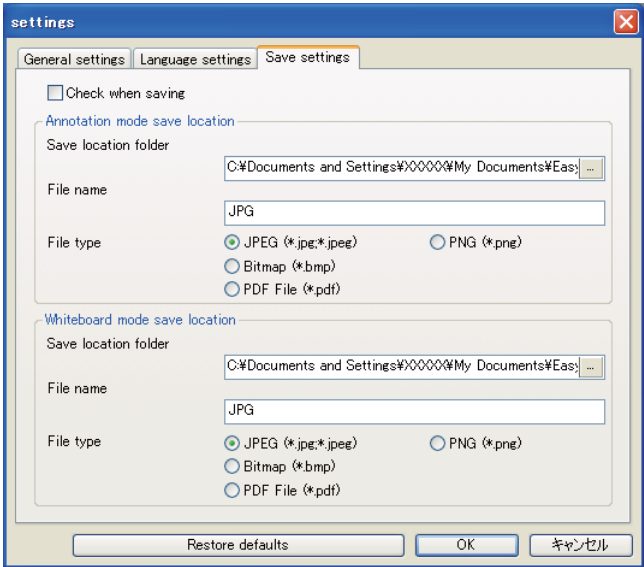 settings
General settings Language settings Save settings
Check when saving
Annotation mode save location
Save location folder
C:¥Documents and Settings¥XXXXX¥My Documents¥Easy ...
File name
JPG
File type JPEG (*.jpg;*.jpeg) PNG (*.png)
Bitmap (*.bmp)
PDF File (*.pdf)
Whiteboard mode save location
Save location folder
C:¥Documents and Settings¥XXXXX¥My Documents¥Easy ...
File name
JPG
File type JPEG (*.jpg;*.jpeg) PNG (*.png)
Bitmap (*.bmp)
PDF File (*.pdf)
Restore defaults OK キャンセル